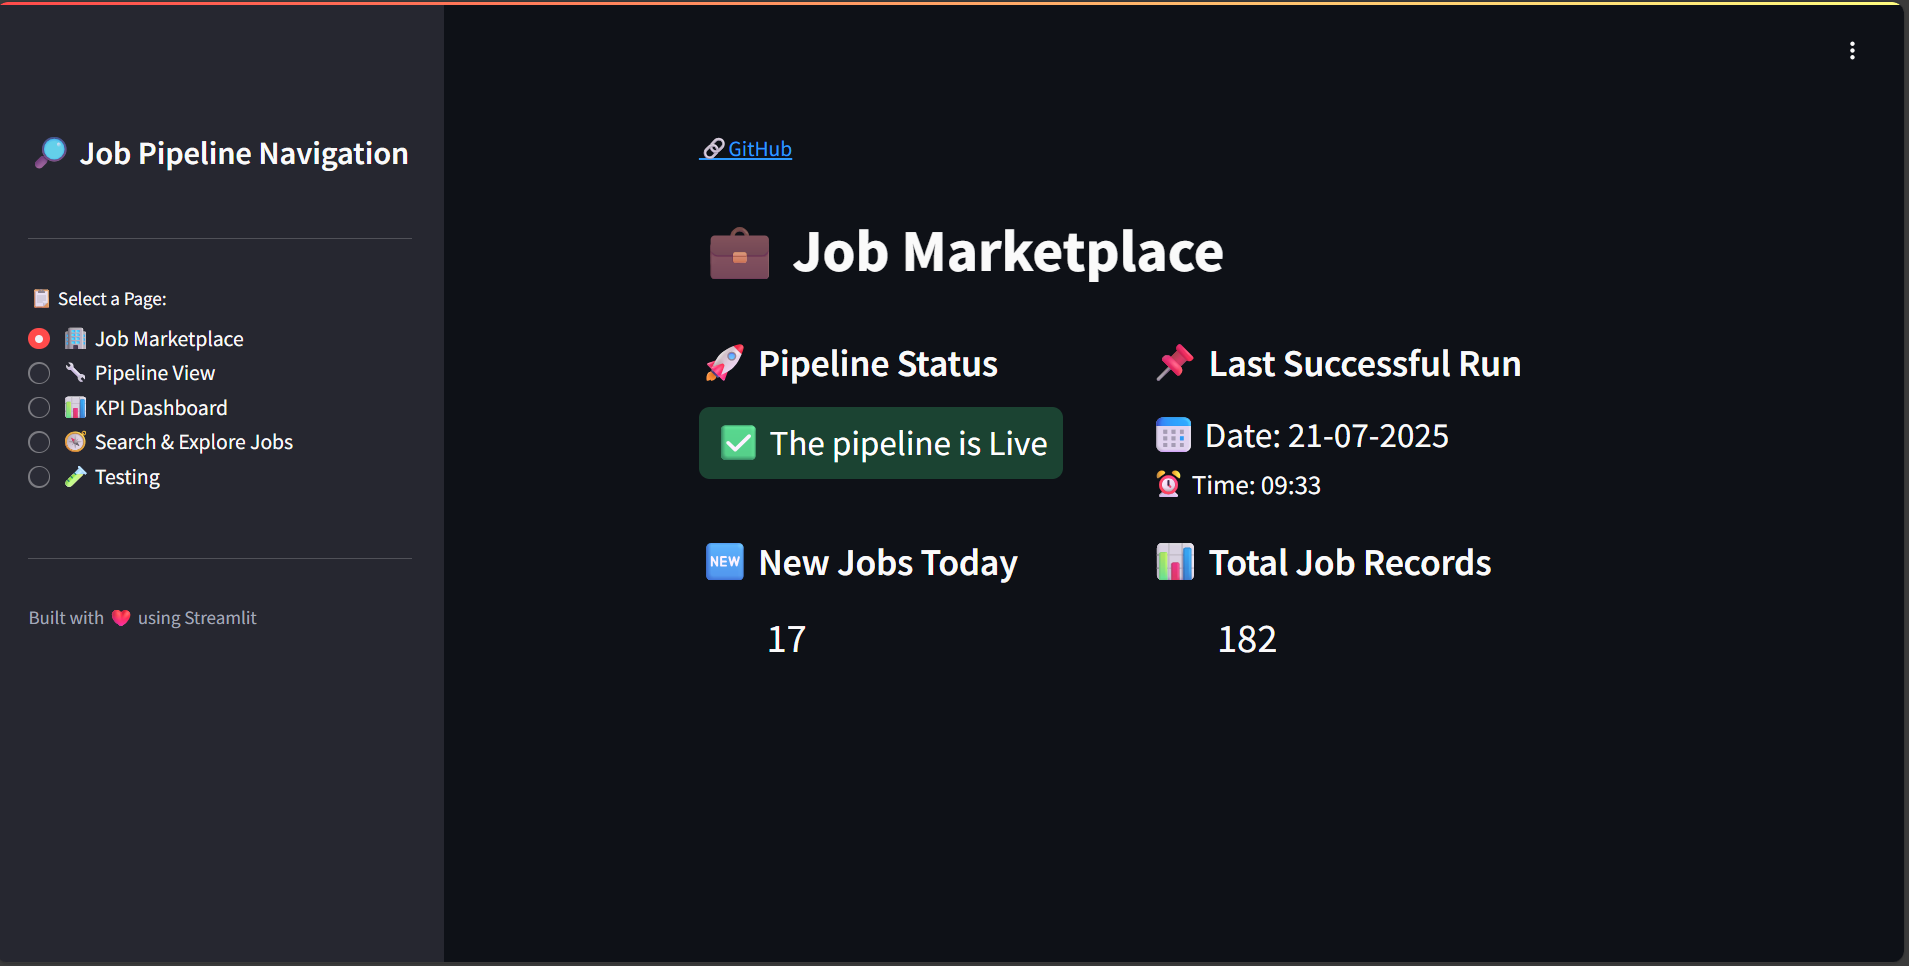 Job Pipeline Navigation
Select a Page:
Job Marketplace
Pipeline View
KPI Dashboard
Search & Explore Jobs
Testing
Built with ❤️ using Streamlit
GitHub
Job Marketplace
Pipeline Status
The pipeline is Live
Last Successful Run
Date: 21-07-2025
Time: 09:33
NEW New Jobs Today
17
Total Job Records
182